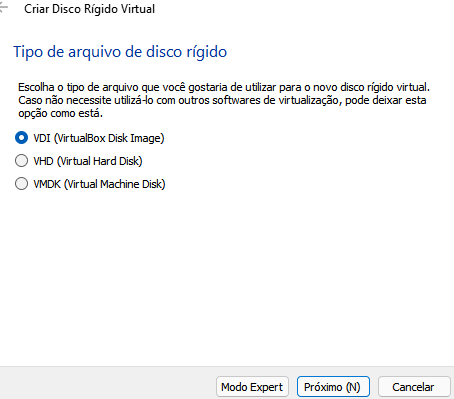 Criar Disco Rígido Virtual
Tipo de arquivo de disco rígido
Escolha o tipo de arquivo que você gostaria de utilizar para o novo disco rígido virtual.
Caso não necessite utilizá-lo com outros softwares de virtualização, pode deixar esta
opção como está.
VDI (VirtualBox Disk Image)
VHD (Virtual Hard Disk)
VMDK (Virtual Machine Disk)
Modo Expert Próximo (N) Cancelar